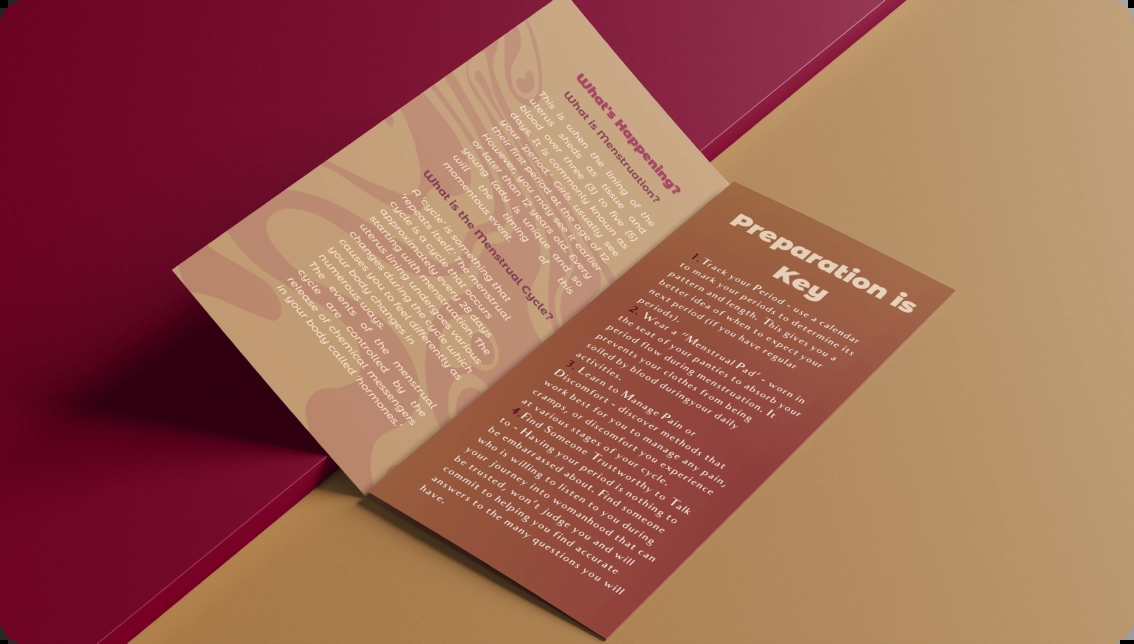 What's Happening?
What is Menstruation?
This is when the lining of the
uterus sheds as tissue and
blood over three (3) to five (5)
days. It is commonly known as
your 'period.' Girls usually see
their first period at the age of 12.
However, you may see it earlier
or later than 12 years old. Every
young lady is unique and so
will the timing of this
momentous event.
What is the Menstrual Cycle?
A 'cycle' is something that
repeats itself. The menstrual
cycle is a cycle that occurs
approximately every 28 days
starting with menstruation. The
uterus lining undergoes various
changes during the cycle which
causes you to feel differently as
your body changes in
numerous ways.
The events of the menstrual
cycle are controlled by the
release of chemical messengers
in your body called 'hormones.'
Preparation is
Key
1. Track your Period - use a calendar
to mark your periods to determine its
pattern and length. This gives you a
better idea of when to expect your
next period (if you have regular
periods).
2. Wear a "Menstrual Pad' - worn in
the seat of your panties to absorb your
period flow during menstruation. It
prevents your clothes from being
soiled by blood duringyour daily
activities.
3. Learn to Manage Pain or
Discomfort - discover methods that
work best for you to manage any pain,
cramps, or discomfort you experience
at various stages of your cycle.
4. Find Someone Trustworthy to Talk
to - Having your period is nothing to
be embarrassed about. Find someone
who is willing to listen to you during
your journey into womanhood that can
be trusted, won't judge you and will
commit to helping you find accurate
answers to the many questions you will
have.